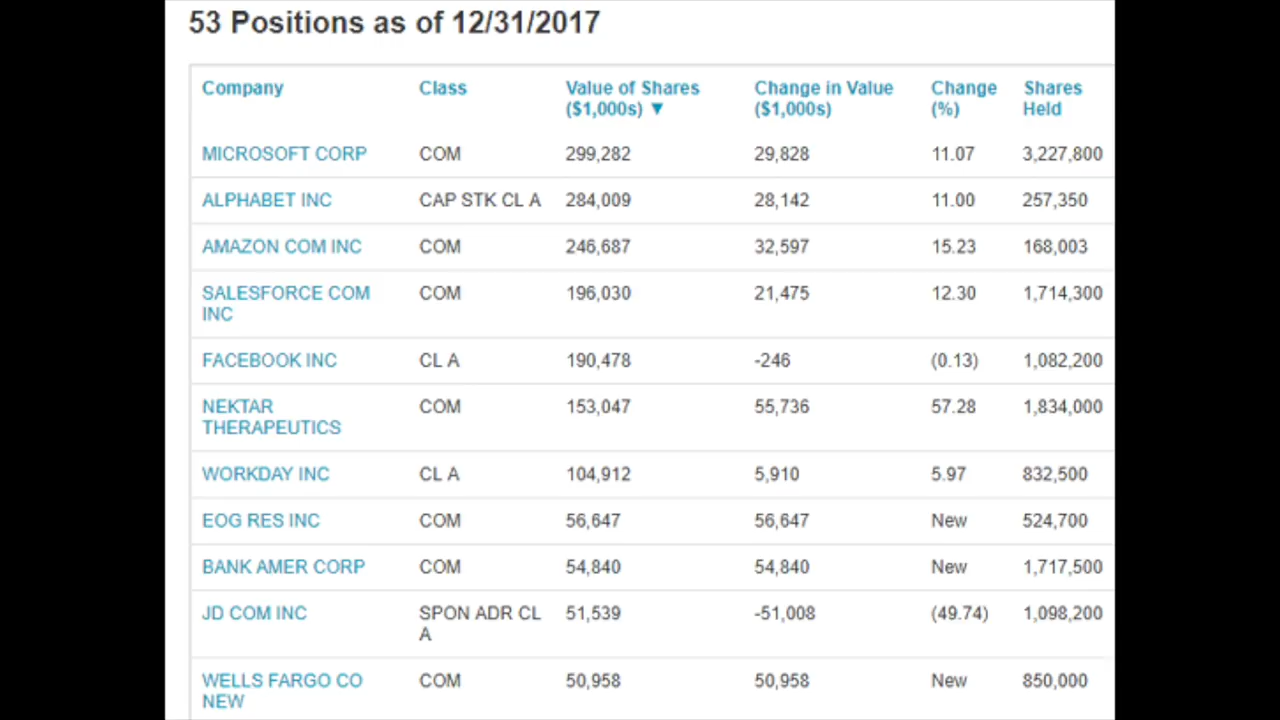 53 Positions as of 12/31/2017
Company Class Value of Shares ($1,000s) ▼ Change in Value ($1,000s) Change (%) Shares Held
MICROSOFT CORP COM 299,282 29,828 11.07 3,227,800
ALPHABET INC CAP STK CL A 284,009 28,142 11.00 257,350
AMAZON COM INC COM 246,687 32,597 15.23 168,003
SALESFORCE COM INC COM 196,030 21,475 12.30 1,714,300
FACEBOOK INC CL A 190,478 -246 (0.13) 1,082,200
NEKTAR THERAPEUTICS COM 153,047 55,736 57.28 1,834,000
WORKDAY INC CL A 104,912 5,910 5.97 832,500
EOG RES INC COM 56,647 56,647 New 524,700
BANK AMER CORP COM 54,840 54,840 New 1,717,500
JD COM INC SPON ADR CL A 51,539 -51,008 (49.74) 1,098,200
WELLS FARGO CO NEW COM 50,958 50,958 New 850,000